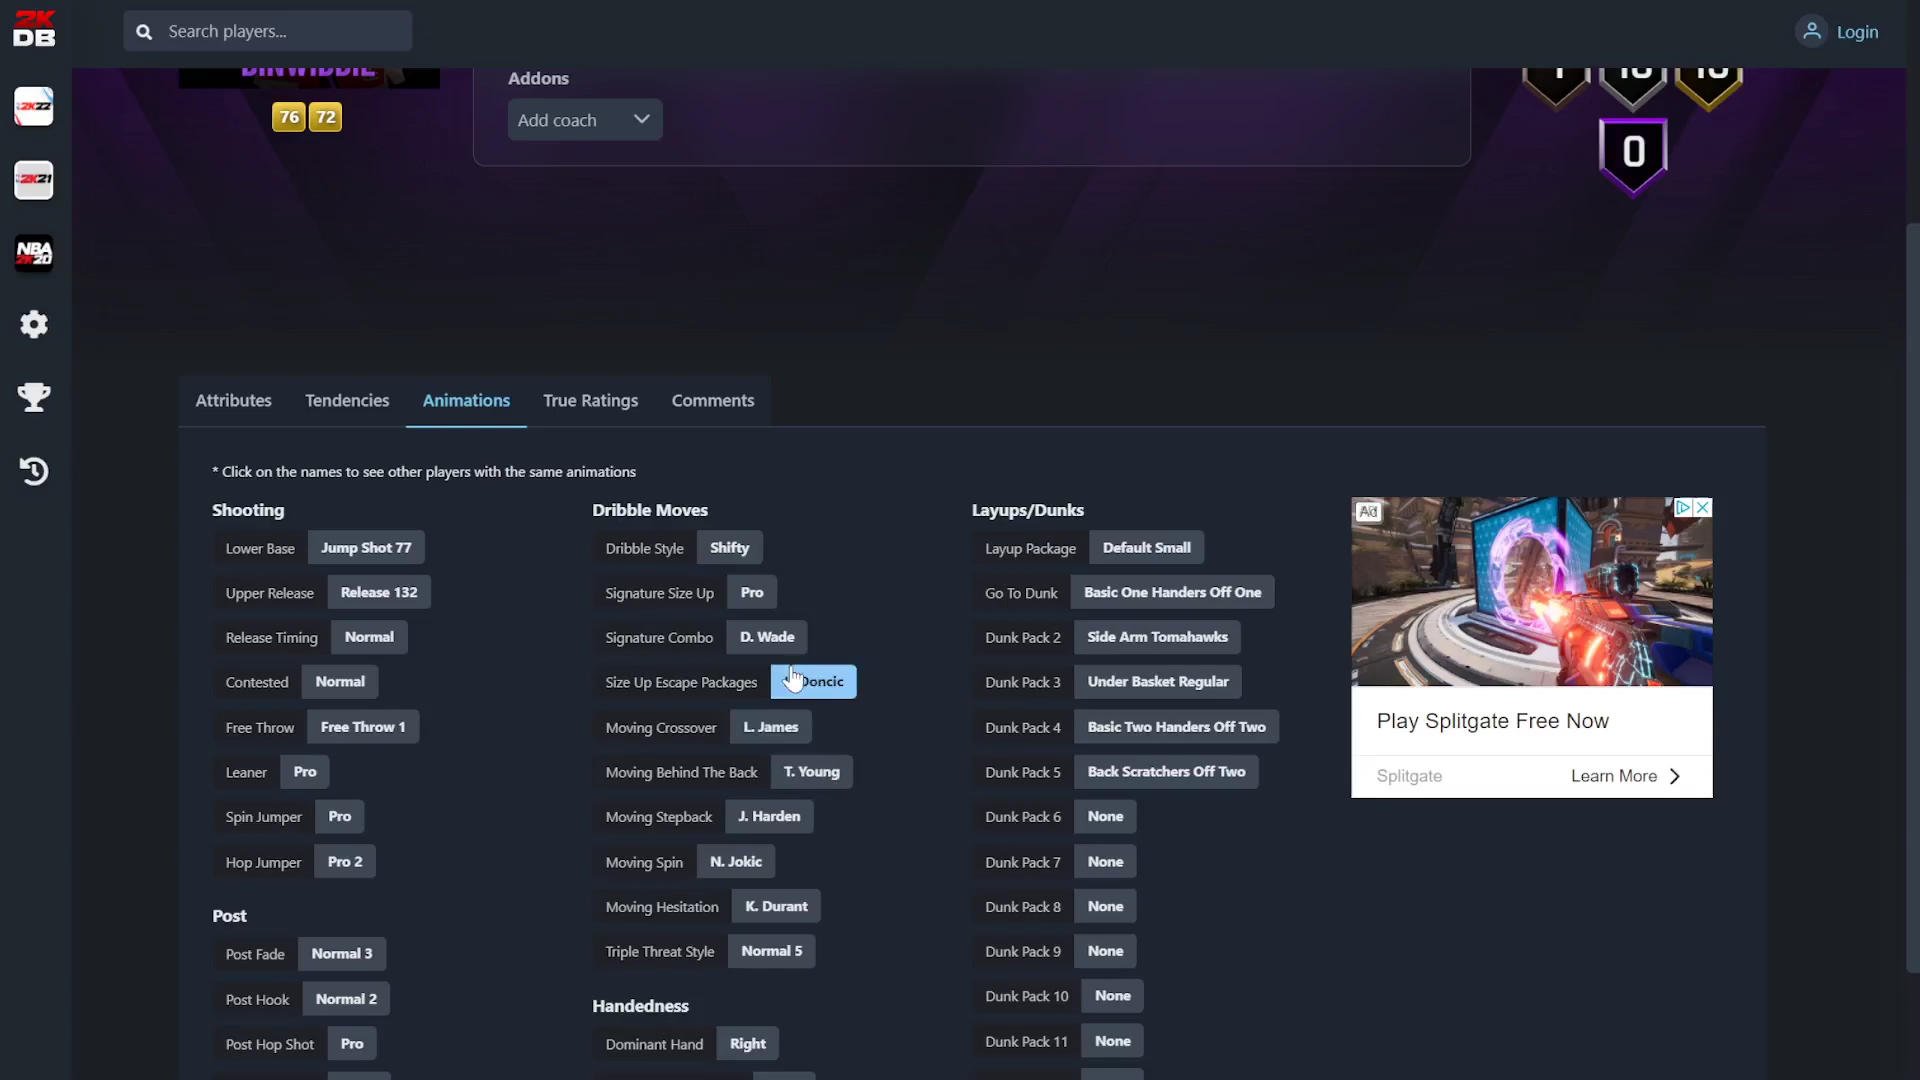 2K
DB
Search players...
Login
DINWIDDIE
Addons
76 72
Add coach
0
2K22
2K21
NBA
2K20
Attributes Tendencies Animations True Ratings Comments
* Click on the names to see other players with the same animations
Shooting
Lower Base Jump Shot 77
Upper Release Release 132
Release Timing Normal
Contested Normal
Free Throw Free Throw 1
Leaner Pro
Spin Jumper Pro
Hop Jumper Pro 2
Post
Post Fade Normal 3
Post Hook Normal 2
Post Hop Shot Pro
Dribble Moves
Dribble Style Shifty
Signature Size Up Pro
Signature Combo D. Wade
Size Up Escape Packages Doncic
Moving Crossover L. James
Moving Behind The Back T. Young
Moving Stepback J. Harden
Moving Spin N. Jokic
Moving Hesitation K. Durant
Triple Threat Style Normal 5
Handedness
Dominant Hand Right
Layups/Dunks
Layup Package Default Small
Go To Dunk Basic One Handers Off One
Dunk Pack 2 Side Arm Tomahawks
Dunk Pack 3 Under Basket Regular
Dunk Pack 4 Basic Two Handers Off Two
Dunk Pack 5 Back Scratchers Off Two
Dunk Pack 6 None
Dunk Pack 7 None
Dunk Pack 8 None
Dunk Pack 9 None
Dunk Pack 10 None
Dunk Pack 11 None
Ad
Play Splitgate Free Now
Splitgate Learn More